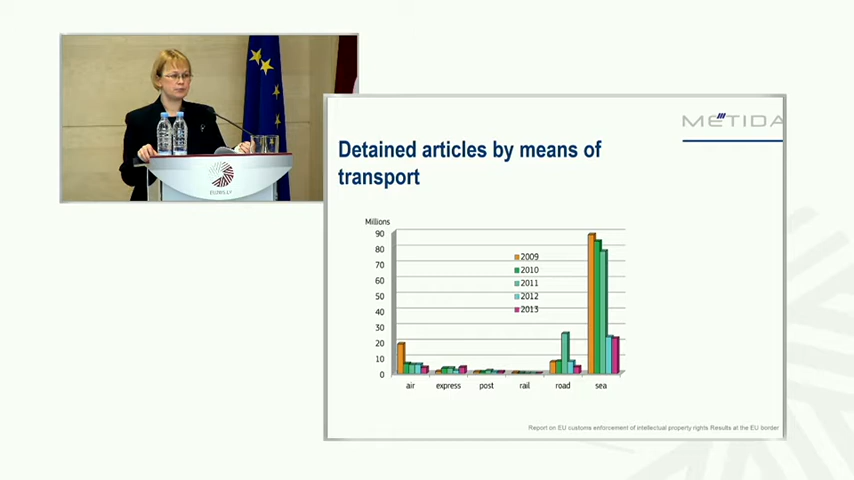 EU2015.LV
METIDA
Detained articles by means of
transport
Millions
90
80
70
60
50
40
30
20
10
0
2009
2010
2011
2012
2013
air express post rail road sea
Report on EU customs enforcement of intellectual property rights Results at the EU border